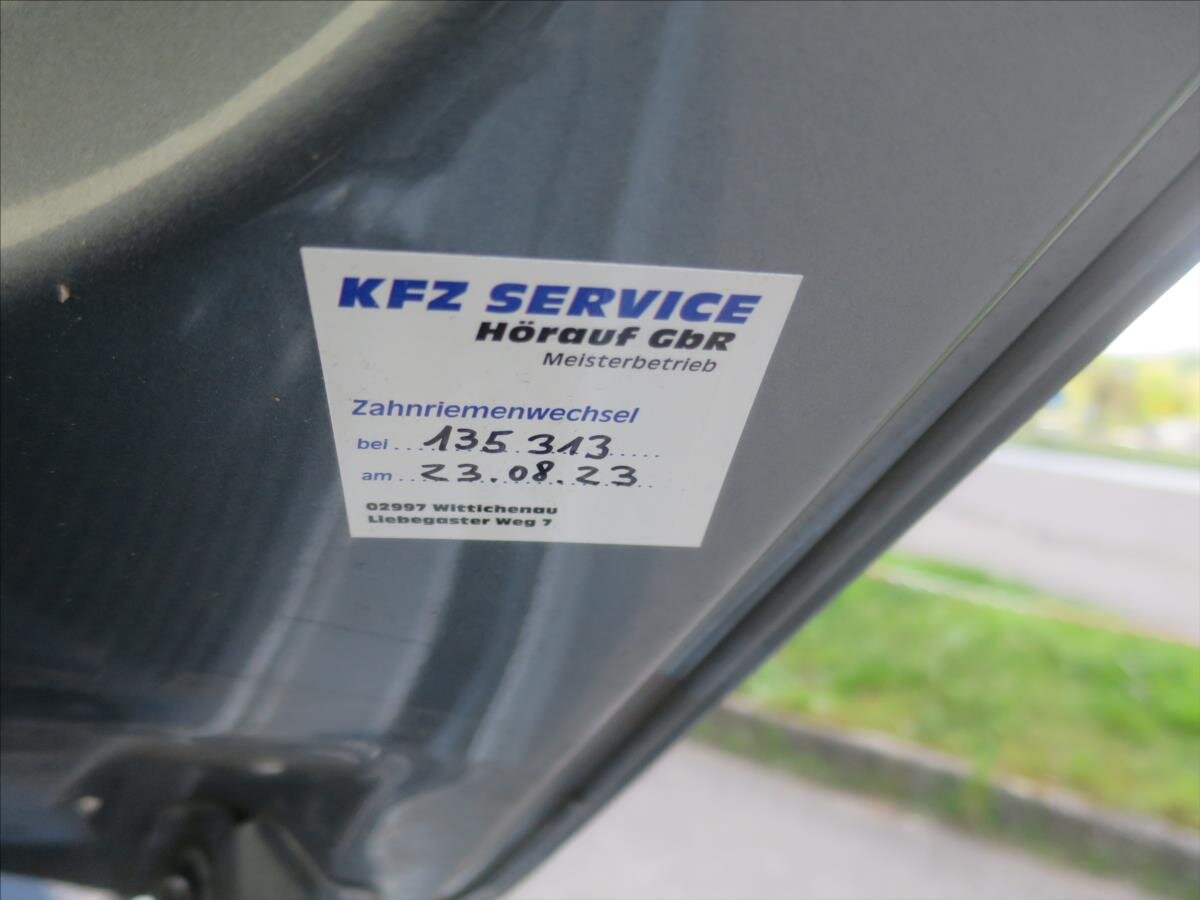 KFZ SERVICE
Hörauf GbR
Meisterbetrieb
Zahnriemenwechsel
bei .... 135 313 .....
am .. 23.08.23 ..
02997 Wittichenau
Liebegaster Weg 7